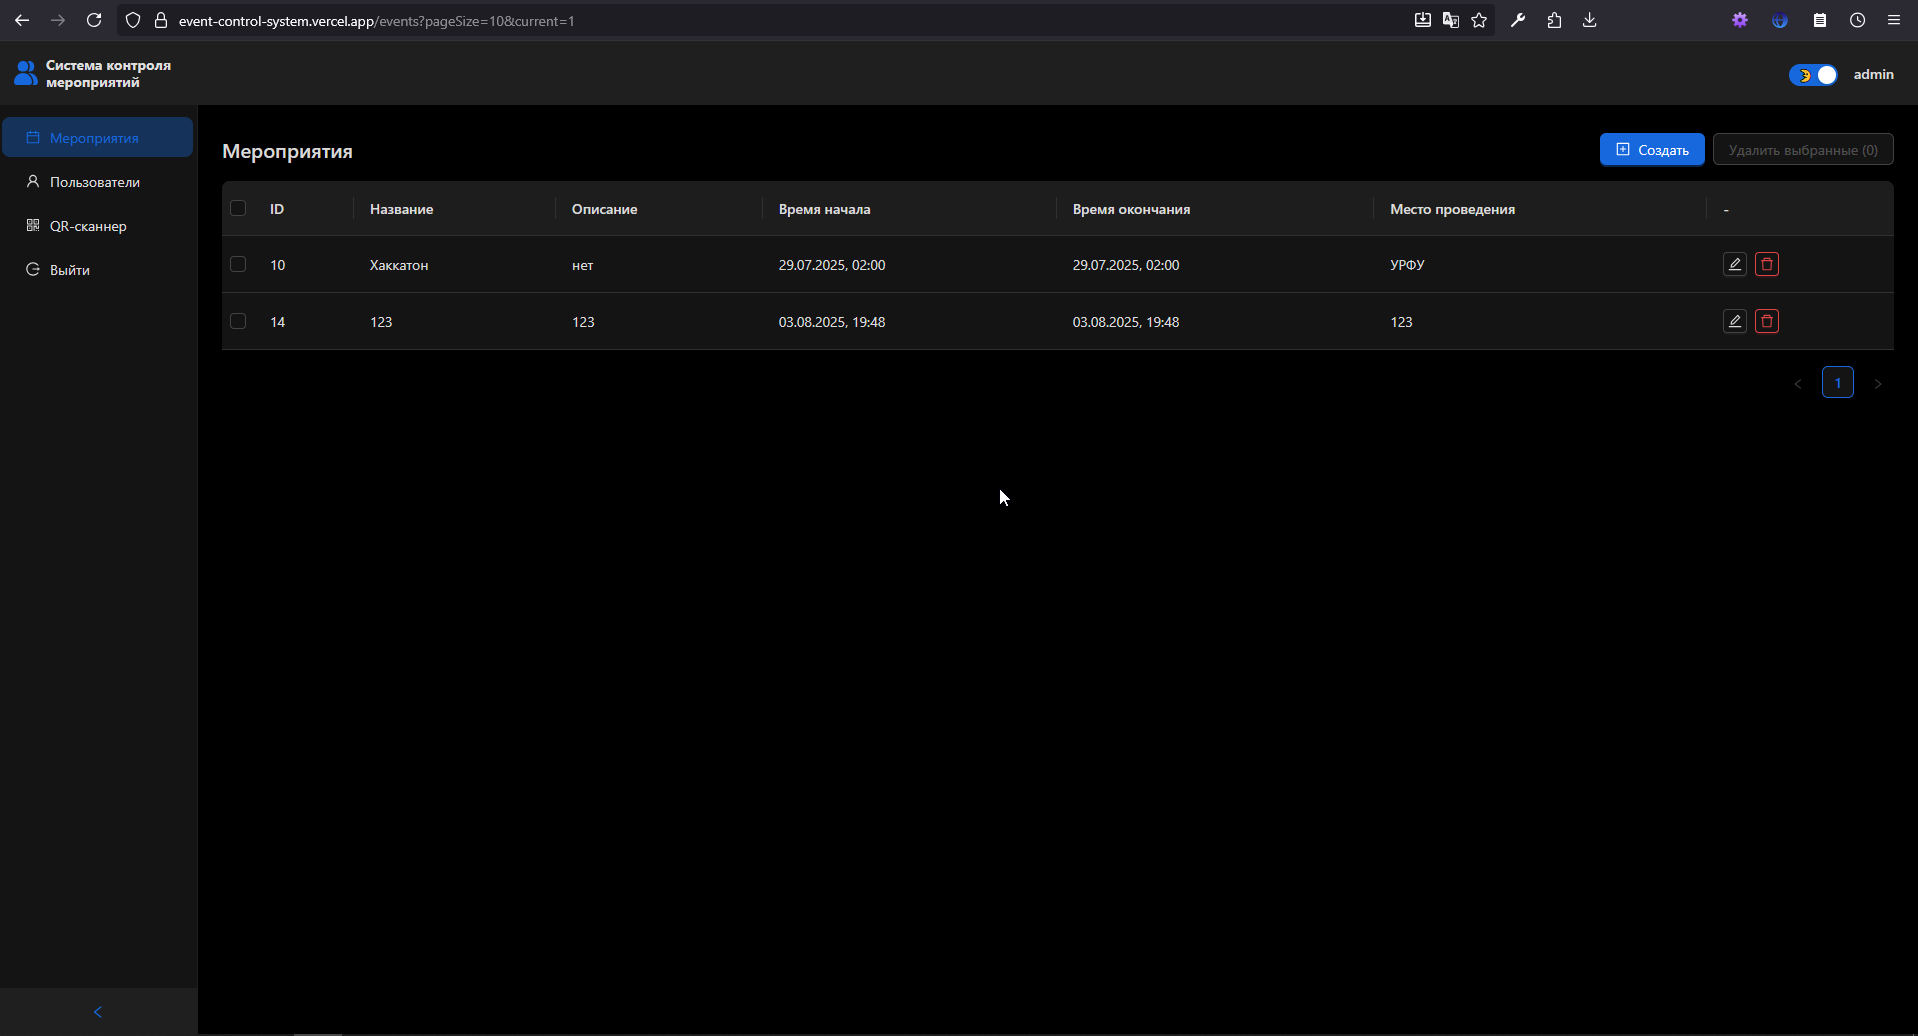 event-control-system.vercel.app/events?pageSize=10&current=1
Система контроля
мероприятий
admin
Мероприятия
Пользователи
QR-сканнер
Выйти
Мероприятия
Создать
Удалить выбранные (0)
ID Название Описание Время начала Время окончания Место проведения -
10 Хаккатон нет 29.07.2025, 02:00 29.07.2025, 02:00 УРФУ
14 123 123 03.08.2025, 19:48 03.08.2025, 19:48 123
< 1 >
<